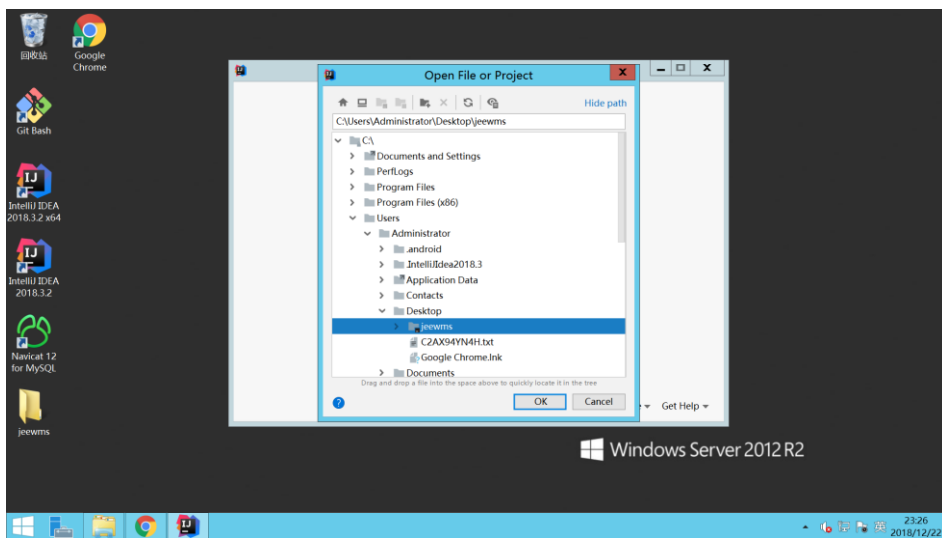 回收站
Google
Chrome
Git Bash
IntelliJ IDEA
2018.3.2 x64
IntelliJ IDEA
2018.3.2
Navicat 12
for MySQL
jeewms
Open File or Project
Hide path
C:\Users\Administrator\Desktop\jeewms
C:\
Documents and Settings
PerfLogs
Program Files
Program Files (x86)
Users
Administrator
.android
.IntelliJIdea2018.3
Application Data
Contacts
Desktop
jeewms
C2AX94YN4H.txt
Google Chrome.lnk
Documents
Drag and drop a file into the space above to quickly locate it in the tree
OK
Cancel
Get Help
Windows Server 2012 R2
英
23:26
2018/12/22